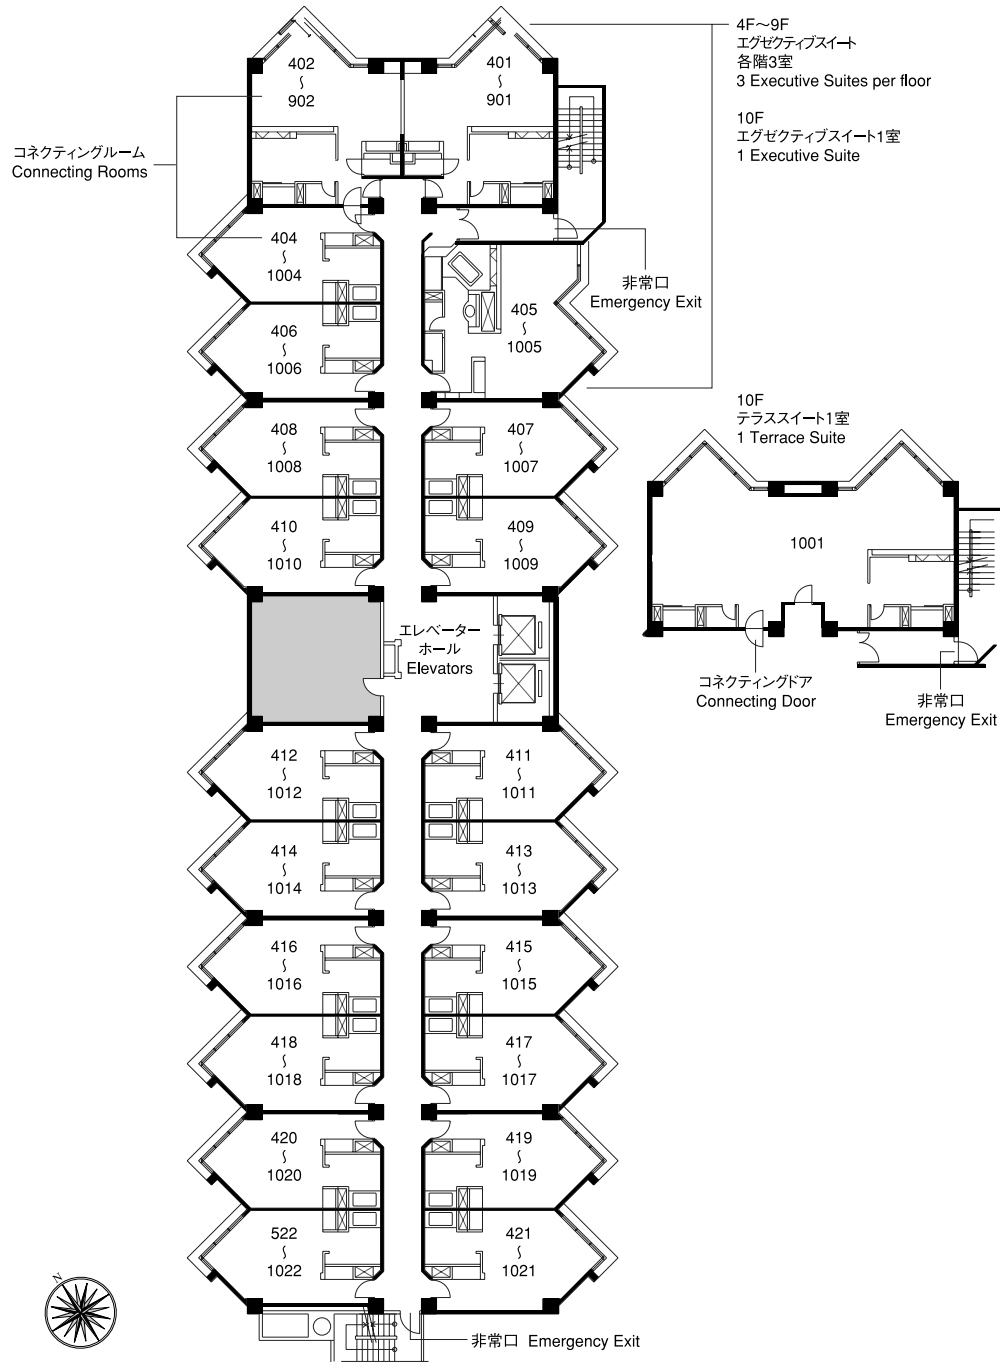 4F〜9F
エグゼクティブスイート
各階3室
3 Executive Suites per floor
10F
エグゼクティブスイート1室
1 Executive Suite
402
〜
902
401
〜
901
コネクティングルーム
Connecting Rooms
404
〜
1004
非常口
Emergency Exit
405
〜
1005
406
〜
1006
10F
テラススイート1室
1 Terrace Suite
408
〜
1008
407
〜
1007
410
〜
1010
409
〜
1009
1001
エレベーター
ホール
Elevators
コネクティングドア
Connecting Door
非常口
Emergency Exit
412
〜
1012
411
〜
1011
414
〜
1014
413
〜
1013
416
〜
1016
415
〜
1015
418
〜
1018
417
〜
1017
420
〜
1020
419
〜
1019
522
〜
1022
421
〜
1021
N
非常口 Emergency Exit